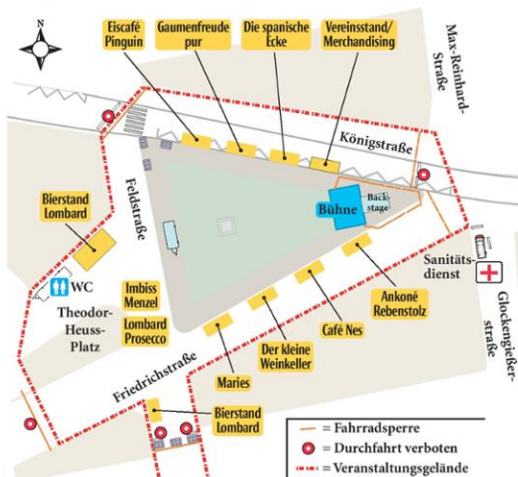 N
Eiscafé
Pinguin
Gaumenfreude
pur
Die spanische
Ecke
Vereinsstand/
Merchandising
Max-Reinhard-
Straße
Königstraße
Feldstraße
Bierstand
Lombard
Bühne
Back-
stage
WC
Theodor-
Heuss-
Platz
Imbiss
Menzel
Lombard
Prosecco
Sanitäts-
dienst
Glockengießer-
straße
Ankoné
Rebenstolz
Café Nes
Der kleine
Weinkeller
Maries
Friedrichstraße
Bierstand
Lombard
= Fahrradsperre
= Durchfahrt verboten
= Veranstaltungsgelände